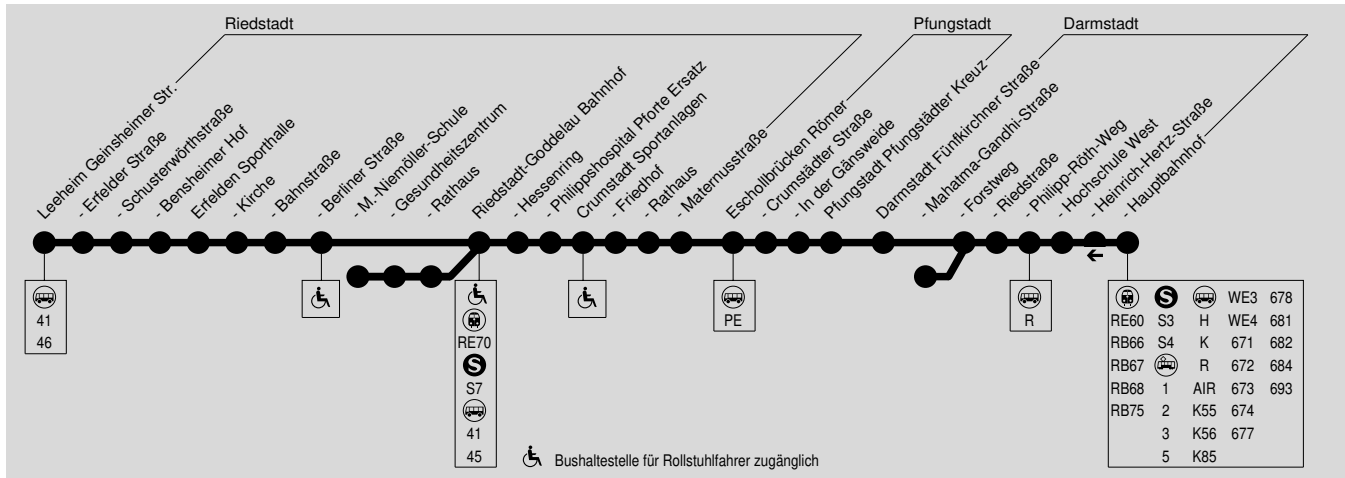 Riedstadt
Pfungstadt
Darmstadt
Leeheim Geinsheimer Str.
- Erfelder Straße
- Schusterwörthstraße
- Bensheimer Hof
Erfelden Sporthalle
- Kirche
- Bahnstraße
- Berliner Straße
- M.-Niemöller-Schule
- Gesundheitszentrum
- Rathaus
Riedstadt-Goddelau Bahnhof
- Hessenring
- Philippshospital Pforte Ersatz
Crumstadt Sportanlagen
- Friedhof
- Rathaus
- Maternusstraße
Eschollbrücken Römer
- Crumstädter Straße
- In der Gänsweide
Pfungstadt Pfungstädter Kreuz
Darmstadt Fünfkirchner Straße
- Mahatma-Gandhi-Straße
- Forstweg
- Riedstraße
- Philipp-Röth-Weg
- Hochschule West
- Heinrich-Hertz-Straße
- Hauptbahnhof
41
46
RE70
S
S7
41
45
PE
R
S WE3 678
RE60 S3 H WE4 681
RB66 S4 K 671 682
RB67 R 672 684
RB68 1 AIR 673 693
RB75 2 K55 674
3 K56 677
5 K85
Bushaltestelle für Rollstuhlfahrer zugänglich